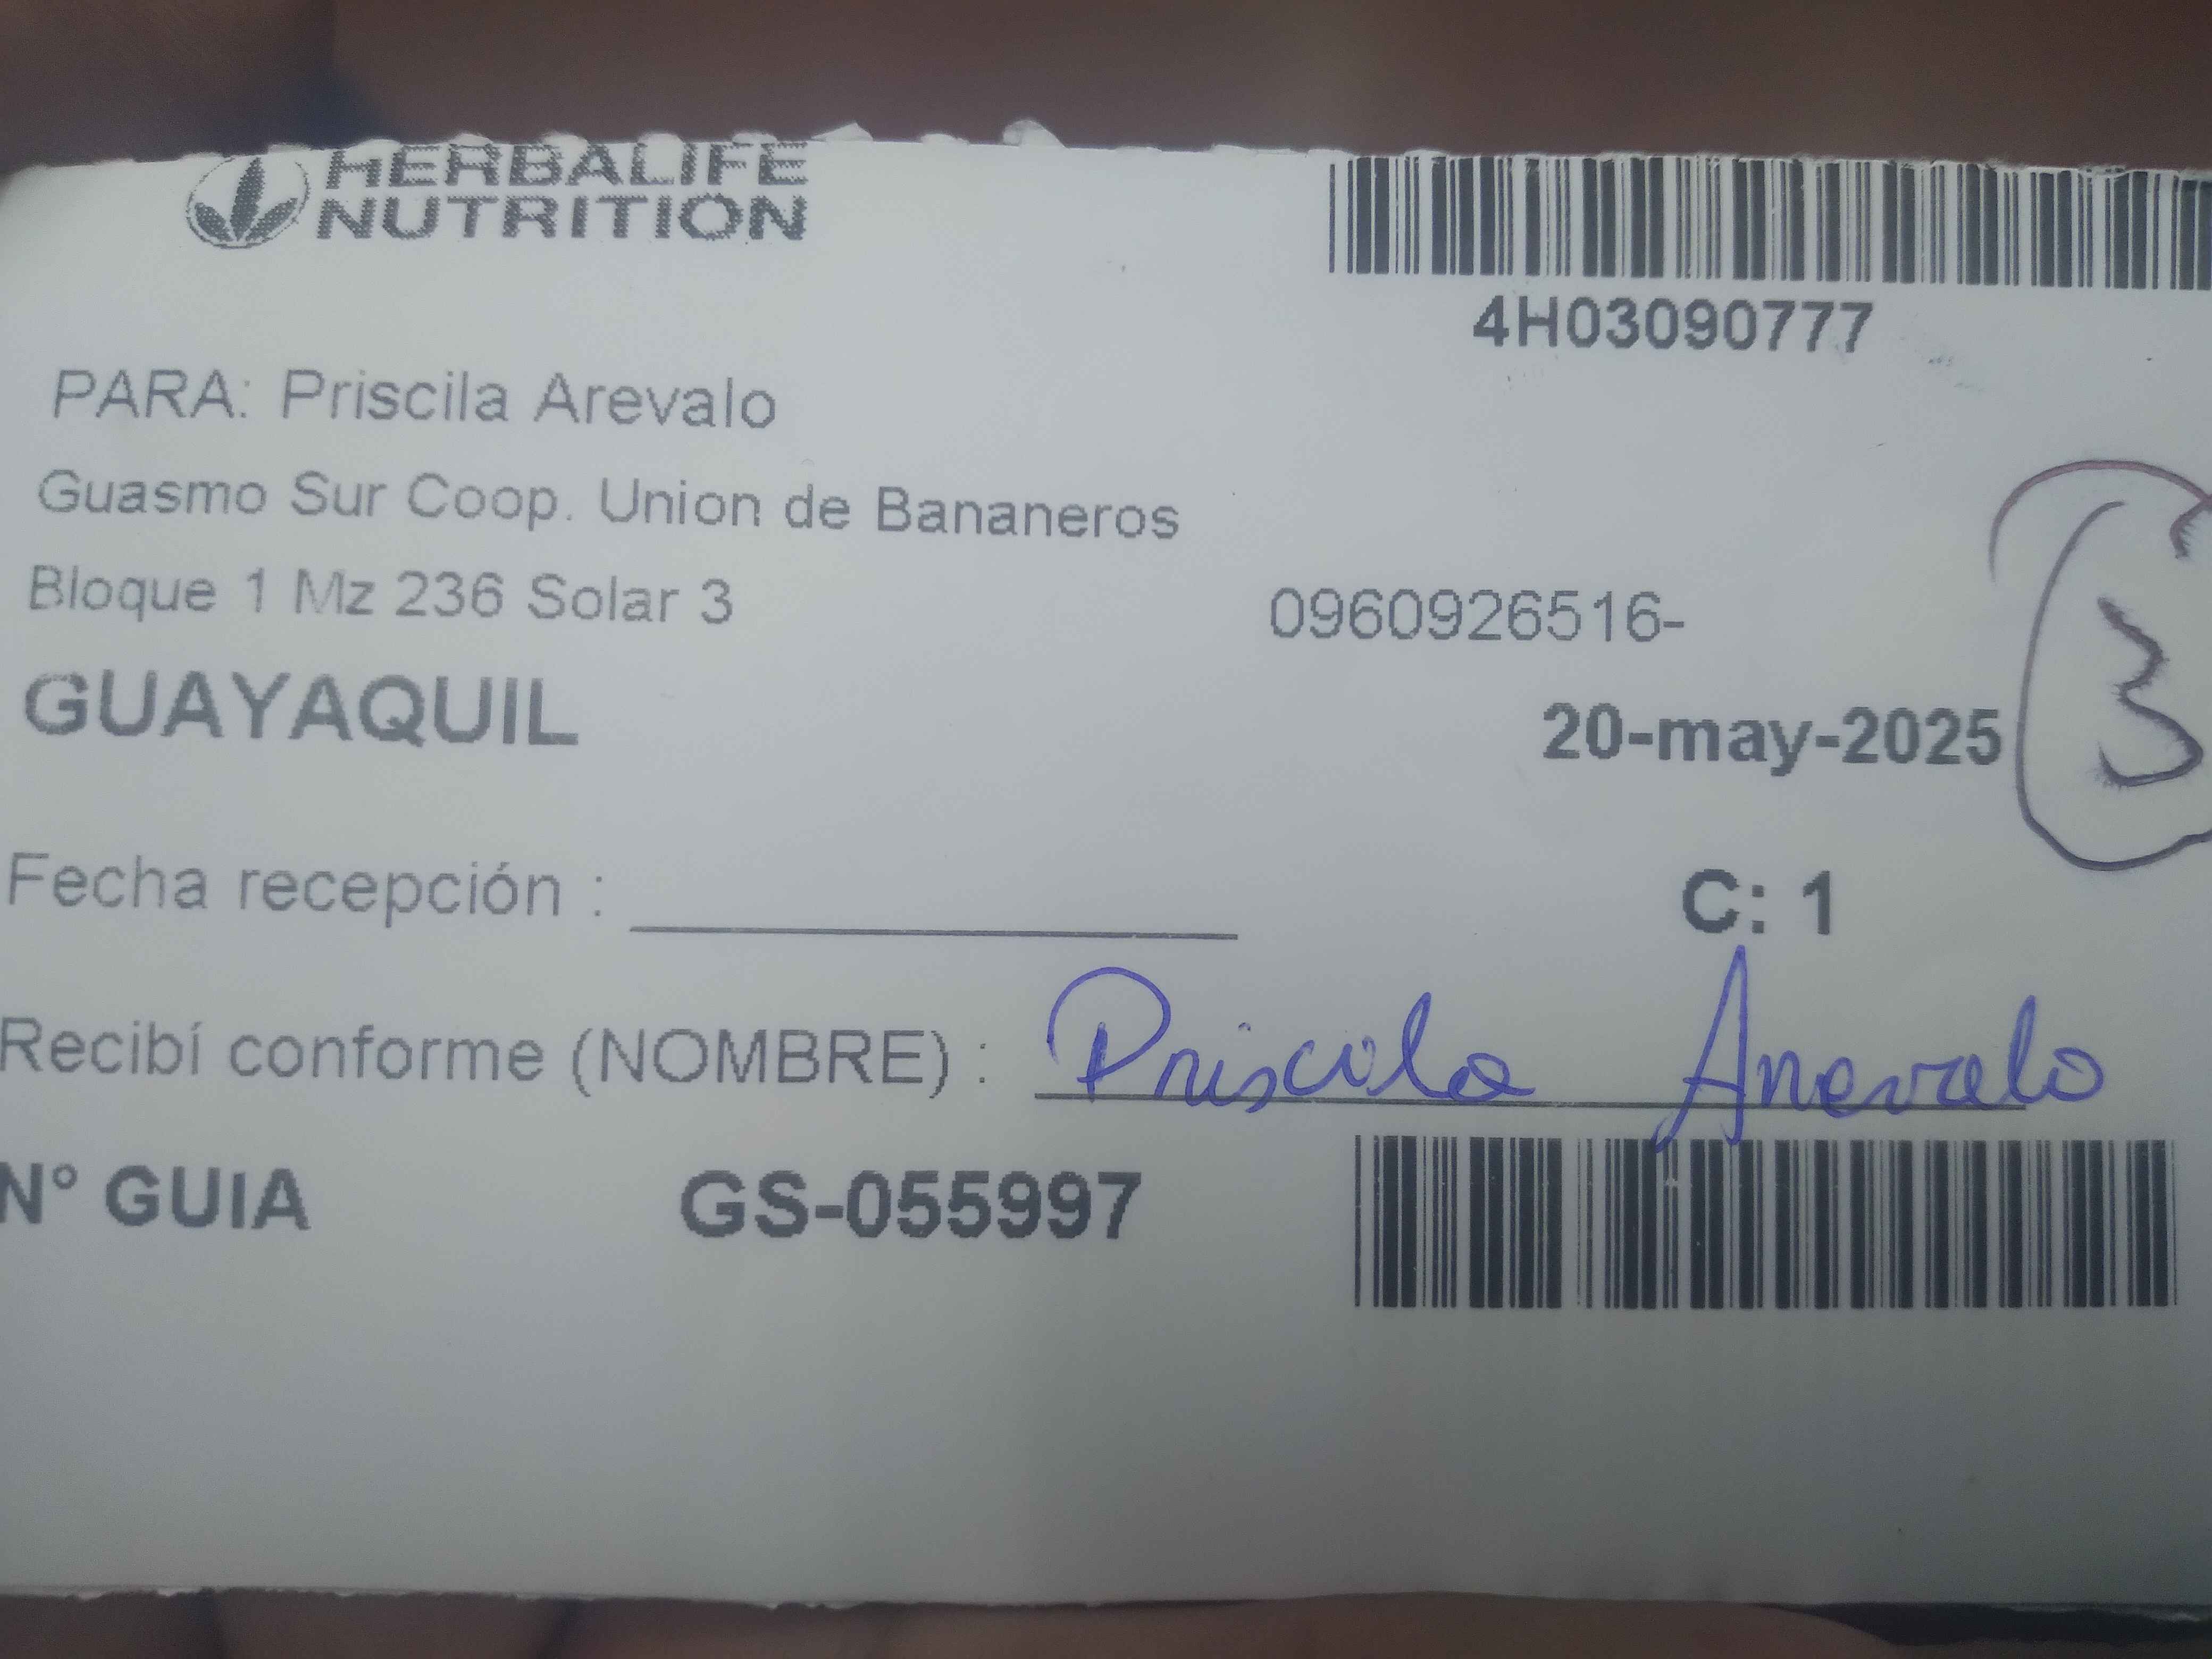 HERBALIFE
NUTRITION
4H03090777
PARA: Priscila Arevalo
Guasmo Sur Coop. Union de Bananeros
Bloque 1 Mz 236 Solar 3
0960926516-
GUAYAQUIL
20-may-2025
3
Fecha recepción :
C: 1
Recibí conforme (NOMBRE) : Priscila Arevalo
N° GUIA GS-055997